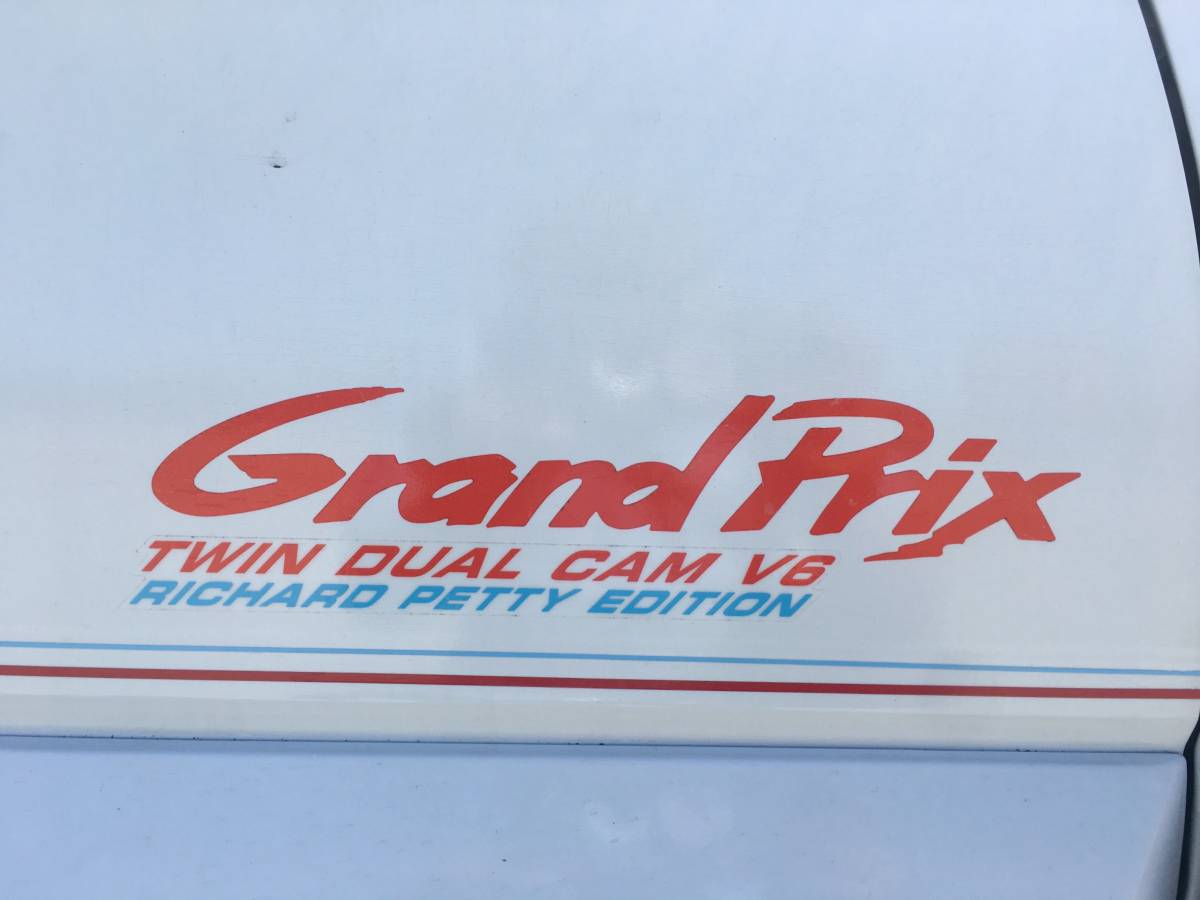 Grand Prix
TWIN DUAL CAM V6
RICHARD PETTY EDITION